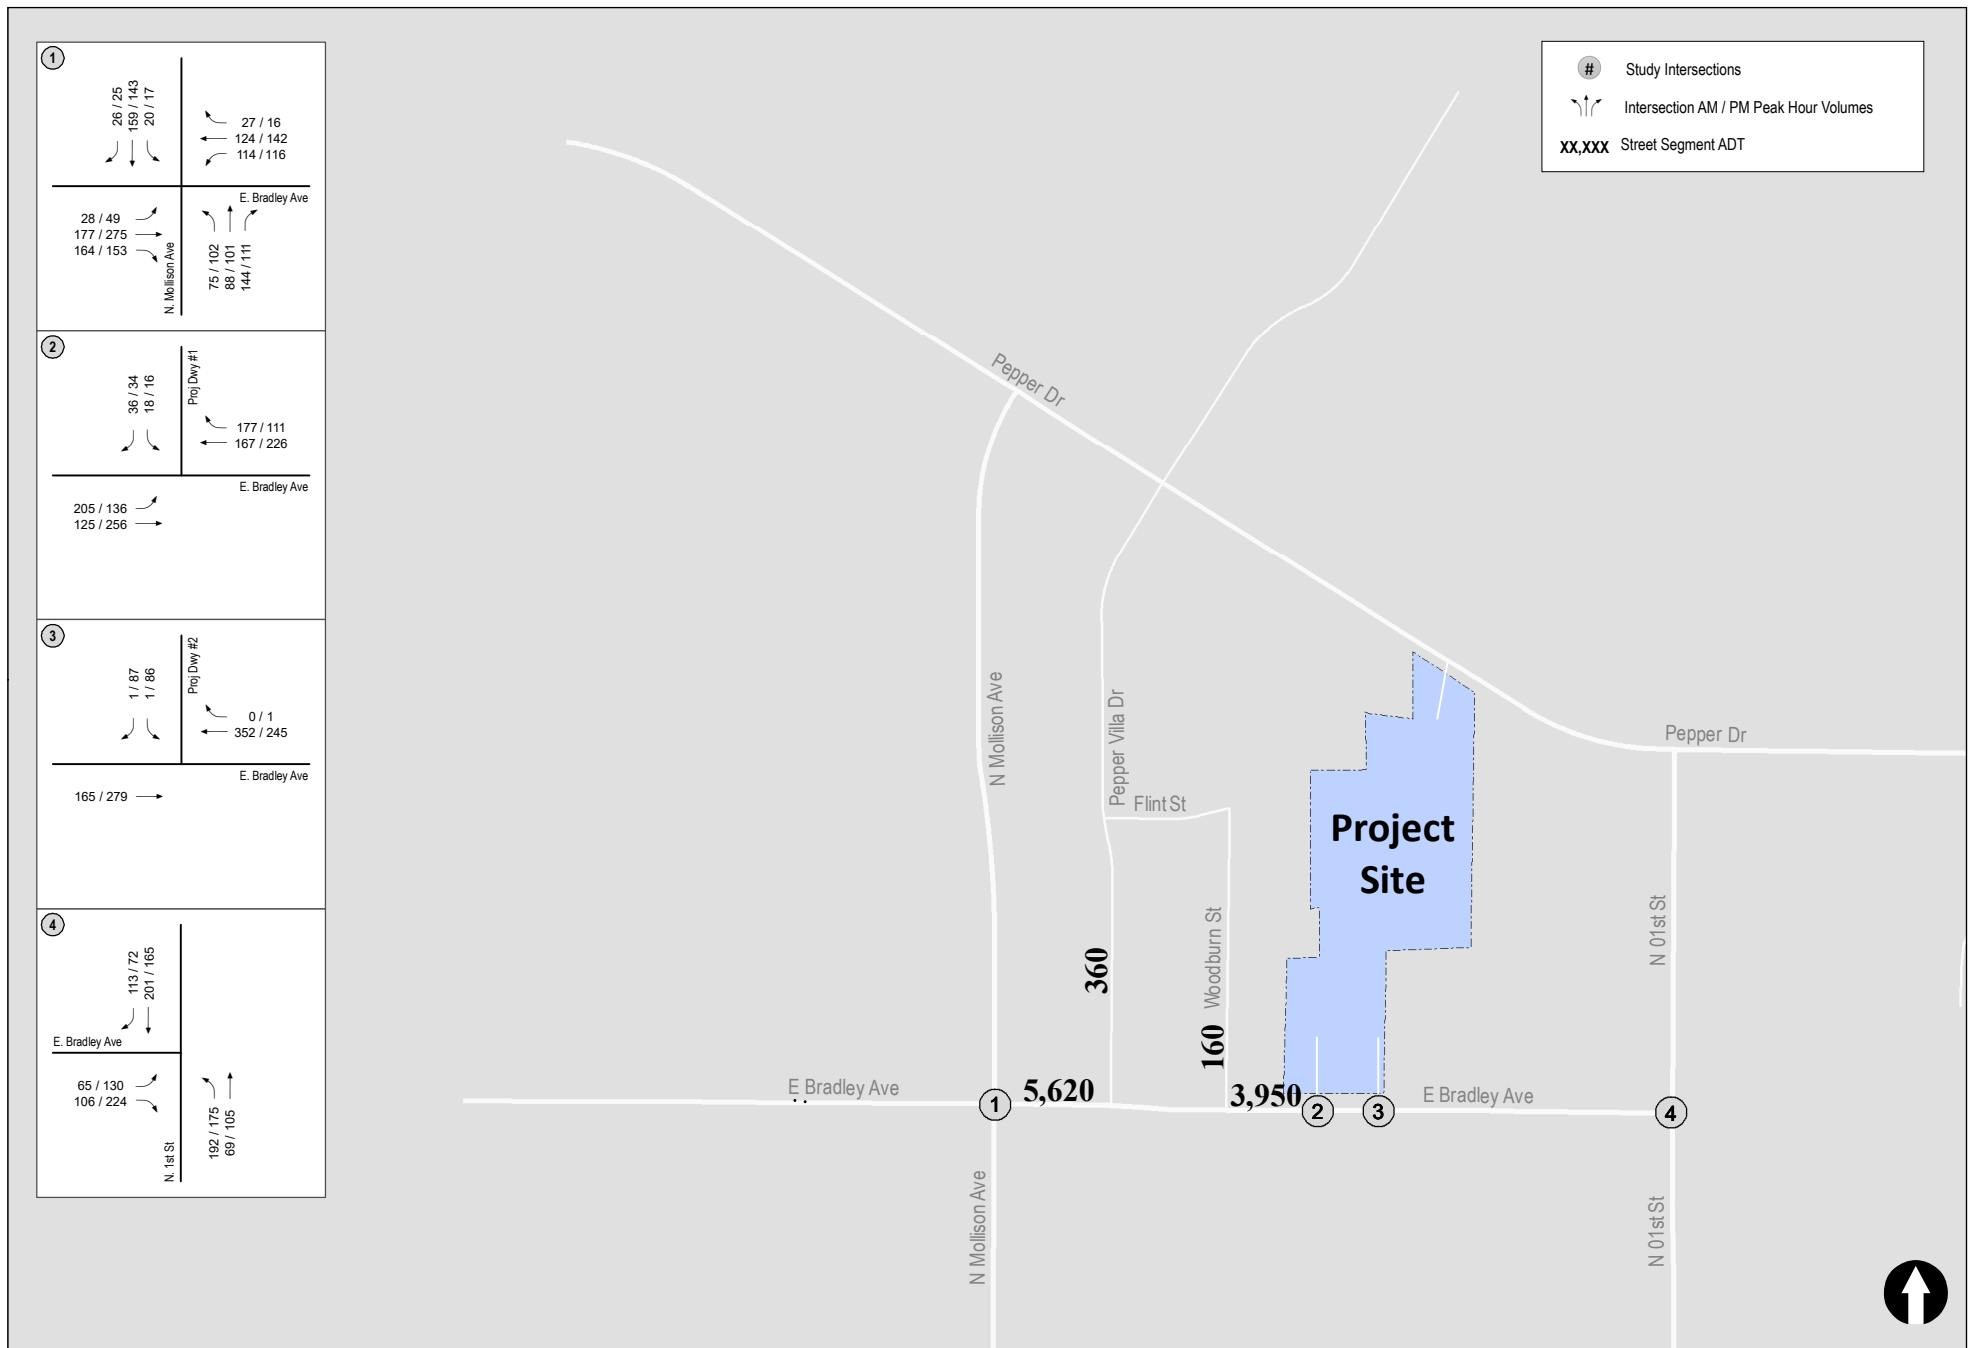 1
26 / 25
159 / 143
20 / 17
27 / 16
124 / 142
114 / 116
E. Bradley Ave
28 / 49
177 / 275
164 / 153
N. Mollison Ave
75 / 102
88 / 101
144 / 111
2
36 / 34
18 / 16
Proj Dwy #1
177 / 111
167 / 226
E. Bradley Ave
205 / 136
125 / 256
3
1 / 87
1 / 86
Proj Dwy #2
0 / 1
352 / 245
E. Bradley Ave
165 / 279
4
113 / 72
201 / 165
E. Bradley Ave
65 / 130
106 / 224
N. 1st St
192 / 175
69 / 105
# Study Intersections
Intersection AM / PM Peak Hour Volumes
XX,XXX Street Segment ADT
Pepper Dr
N Mollison Ave
Pepper Villa Dr
Flint St
Pepper Dr
Project
Site
360
Woodburn St
160
N 01st St
E Bradley Ave
1
5,620
3,950
2
3
E Bradley Ave
4
N Mollison Ave
N 01st St